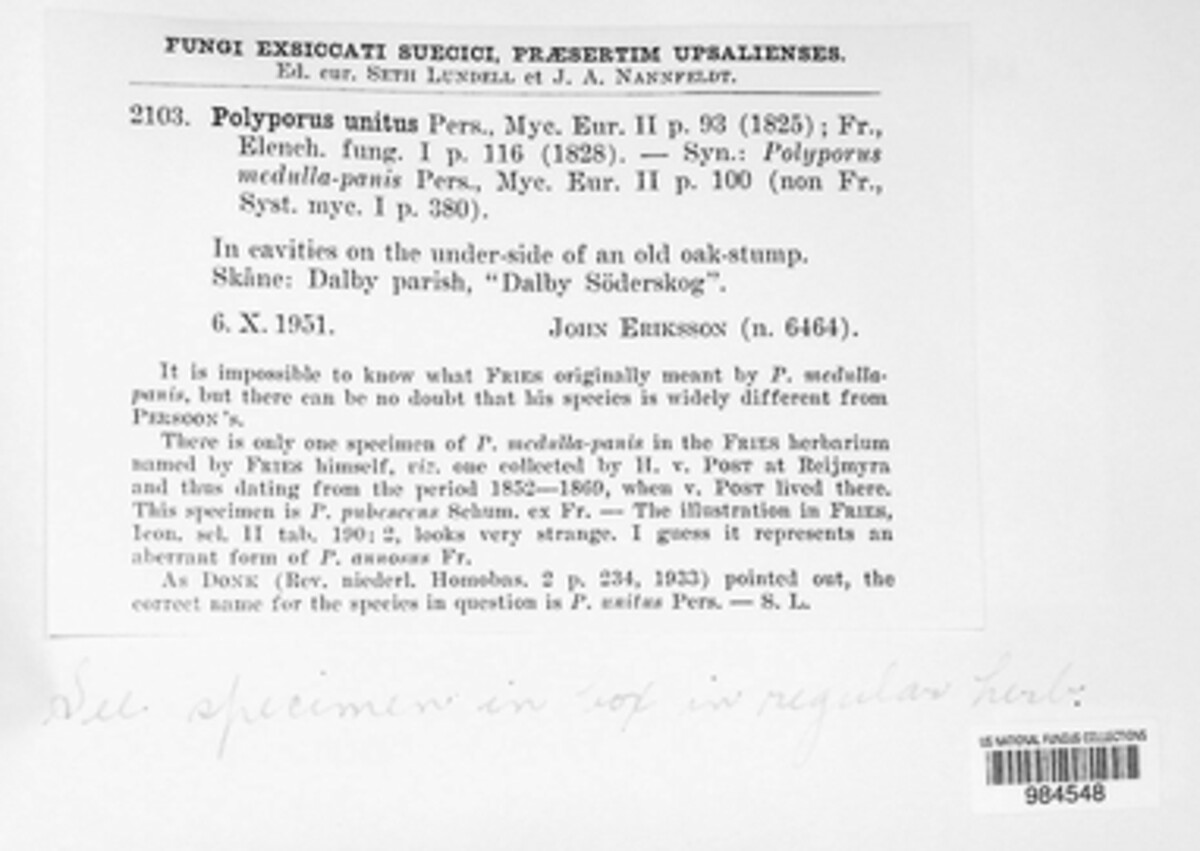 FUNGI EXSICCATI SUECICI, PRÆSERTIM UPSALIENSES.
Ed. cur. SETH LUNDELL et J. A. NANNFELDT.
2103. Polyporus unitus Pers., Myc. Eur. II p. 93 (1825); Fr.,
Elench. fung. I p. 116 (1828). — Syn.: Polyporus
medulla-panis Pers., Myc. Eur. II p. 100 (non Fr.,
Syst. myc. I p. 380).
In cavities on the under-side of an old oak-stump.
Skåne: Dalby parish, "Dalby Söderskog".
6. X. 1951. JOHN ERIKSSON (n. 6464).
It is impossible to know what FRIES originally meant by P. medulla-
panis, but there can be no doubt that his species is widely different from
PERSOON's.
There is only one specimen of P. medulla-panis in the FRIES herbarium
named by FRIES himself, viz. one collected by H. v. POST at Reijmyra
and thus dating from the period 1852—1869, when v. POST lived there.
This specimen is P. pubescens Schum. ex Fr. — The illustration in FRIES,
Icon. sel. II tab. 190: 2, looks very strange. I guess it represents an
aberrant form of P. annosus Fr.
As DONK (Rev. niederl. Homobas. 2 p. 234, 1933) pointed out, the
correct name for the species in question is P. unitus Pers. — S. L.
See specimen in box in regular herb.
US NATIONAL FUNGUS COLLECTIONS
984548